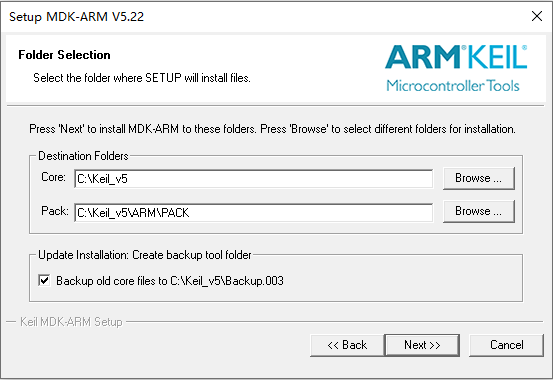 Setup MDK-ARM V5.22
Folder Selection
Select the folder where SETUP will install files.
ARM KEIL
Microcontroller Tools
Press 'Next' to install MDK-ARM to these folders. Press 'Browse' to select different folders for installation.
Destination Folders
Core: C:\Keil_v5 Browse ...
Pack: C:\Keil_v5\ARM\PACK Browse ...
Update Installation: Create backup tool folder
Backup old core files to C:\Keil_v5\Backup.003
Keil MDK-ARM Setup
<< Back Next >> Cancel